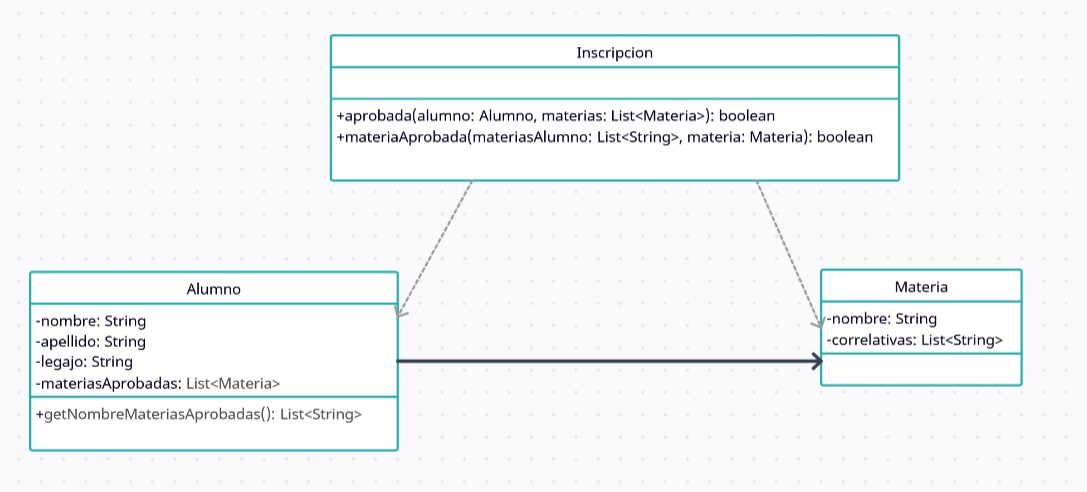 Inscripcion
+aprobada(alumno: Alumno, materias: List<Materia>): boolean
+materiaAprobada(materiasAlumno: List<String>, materia: Materia): boolean
Alumno
-nombre: String
-apellido: String
-legajo: String
-materiasAprobadas: List<Materia>
+getNombreMateriasAprobadas(): List<String>
Materia
-nombre: String
-correlativas: List<String>